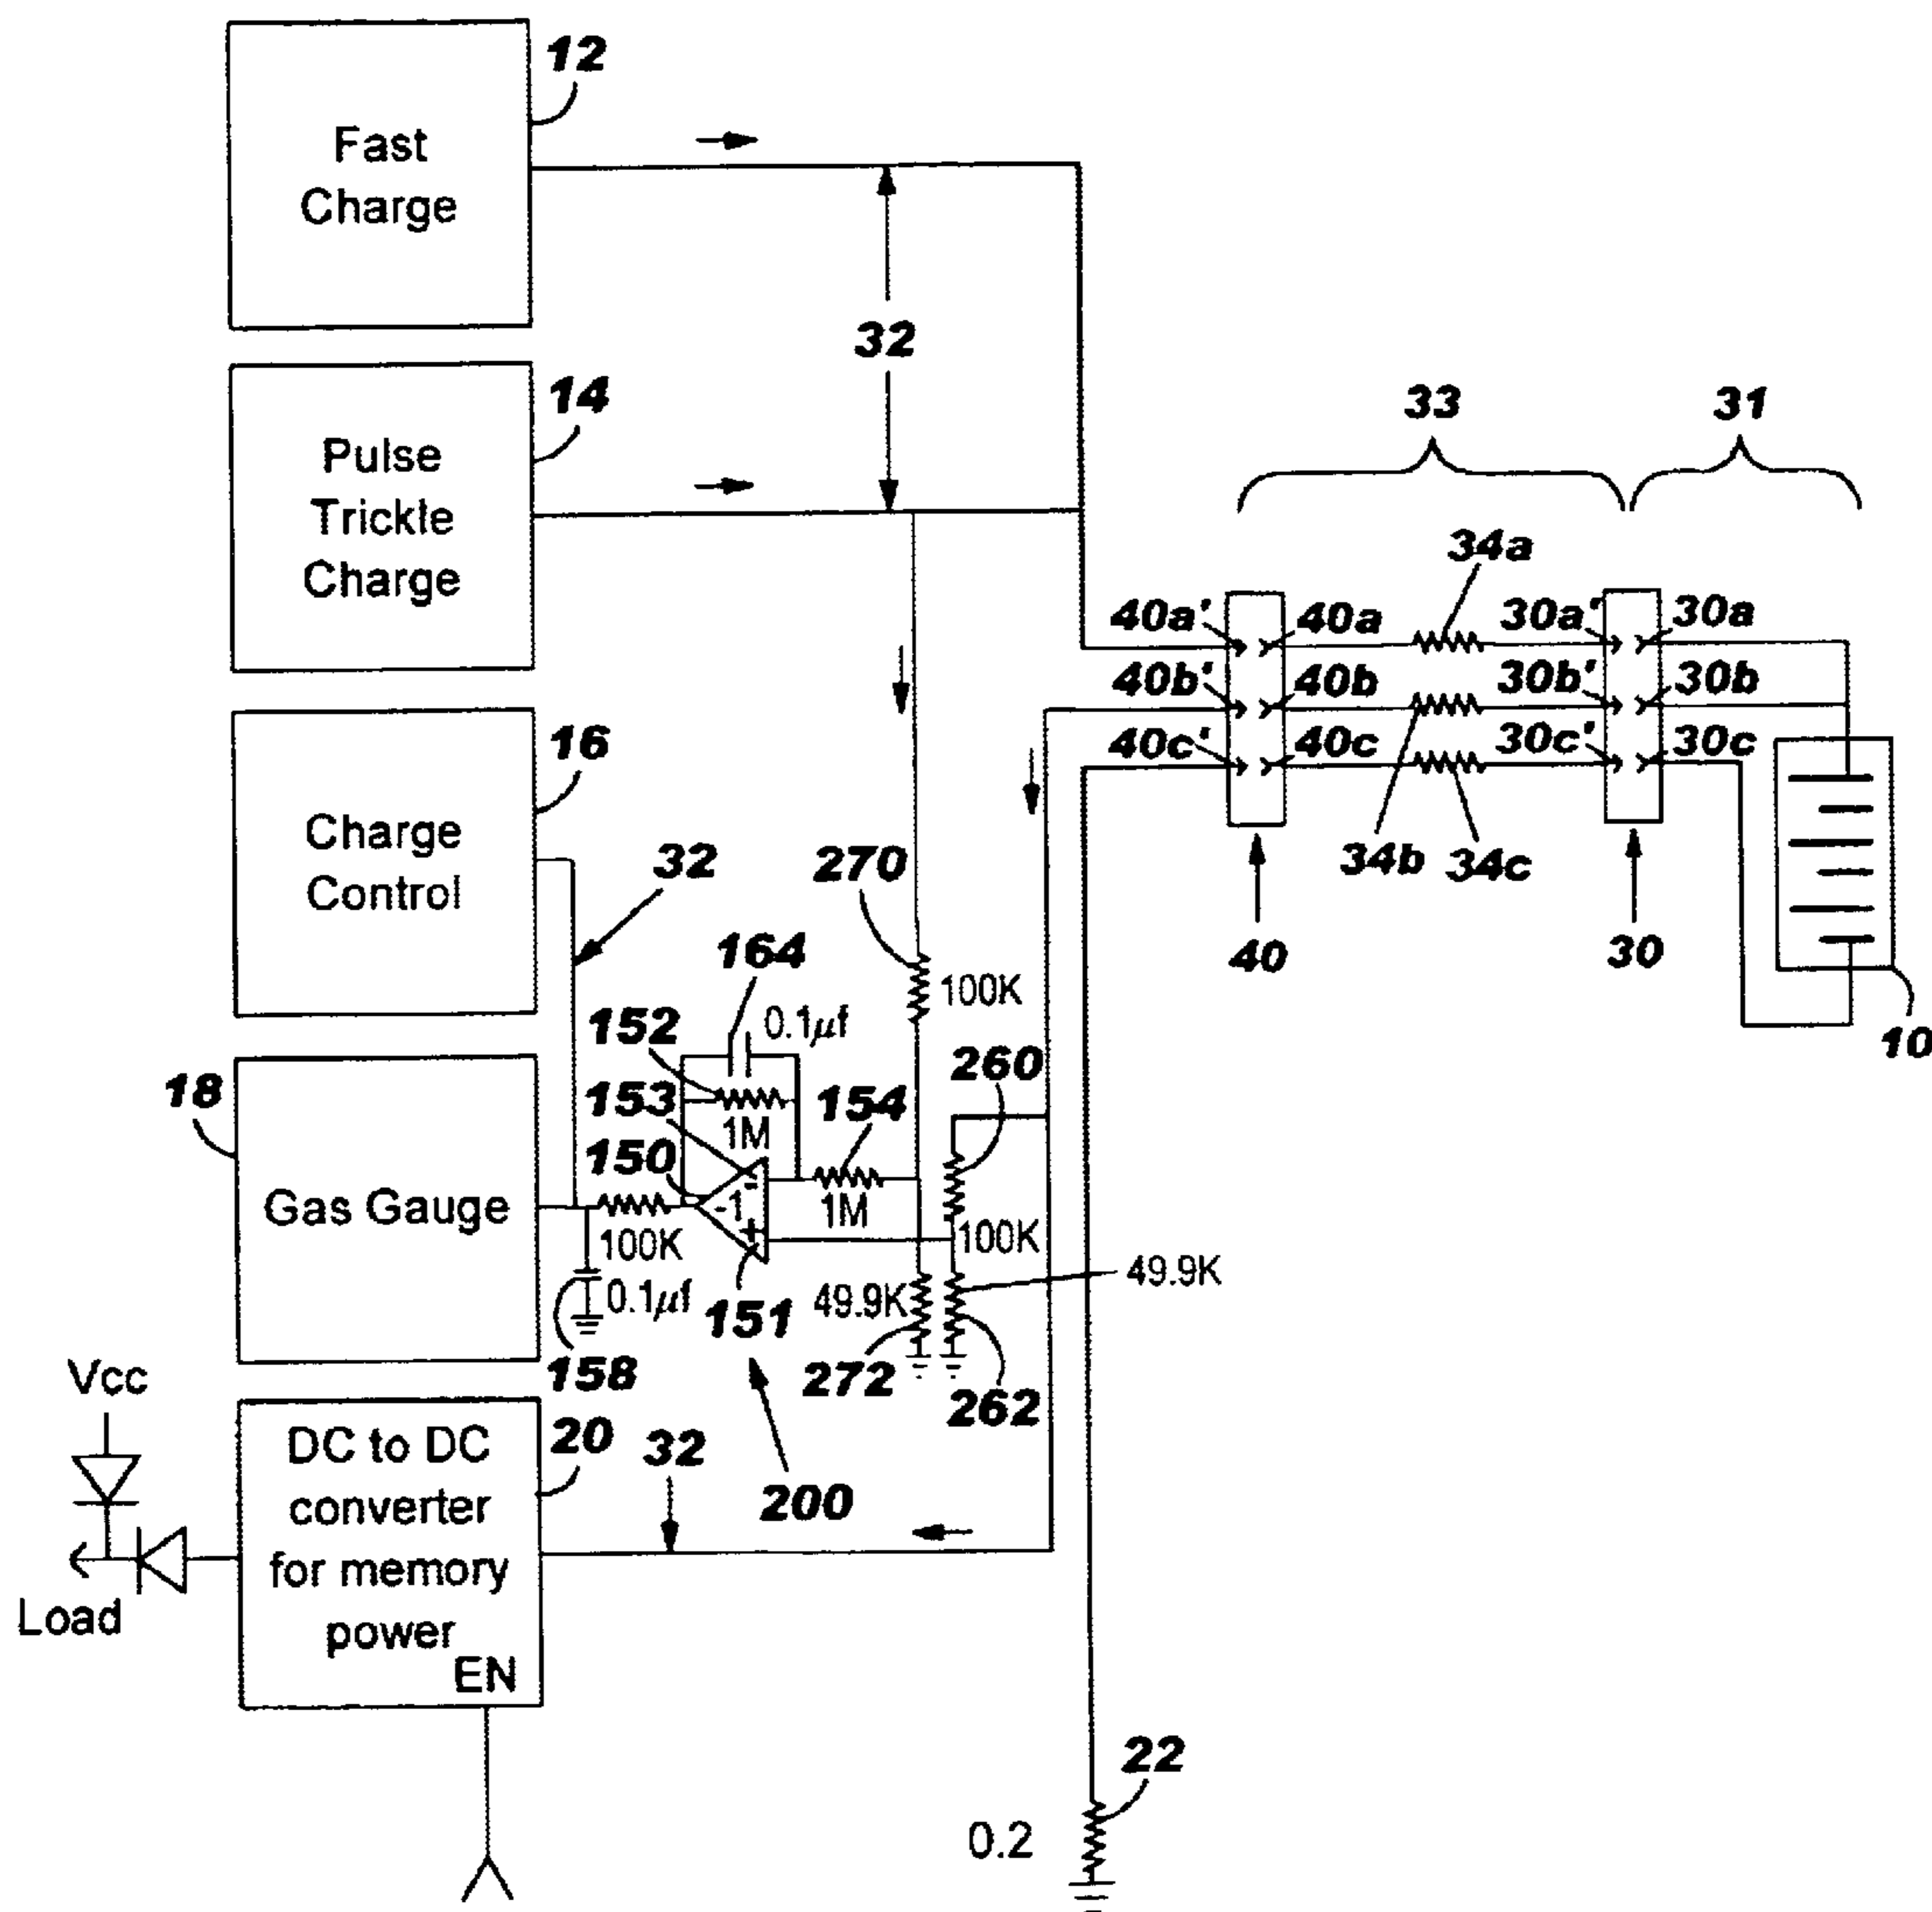 12
Fast
Charge
32
14
Pulse
Trickle
Charge
33
31
34a
40a'
40a
30a'
30a
40b'
40b
30b'
30b
40c'
40c
30c'
30c
16
Charge
Control
32
270
34b
34c
40
30
10
164
100K
152
0.1μf
260
18
153
154
1M
150
Gas Gauge
-1
-
+
1M
100K
100K
49.9K
0.1μf
151
49.9K
158
272
262
Vcc
DC to DC
converter
for memory
power
EN
20
32
200
Load
22
0.2